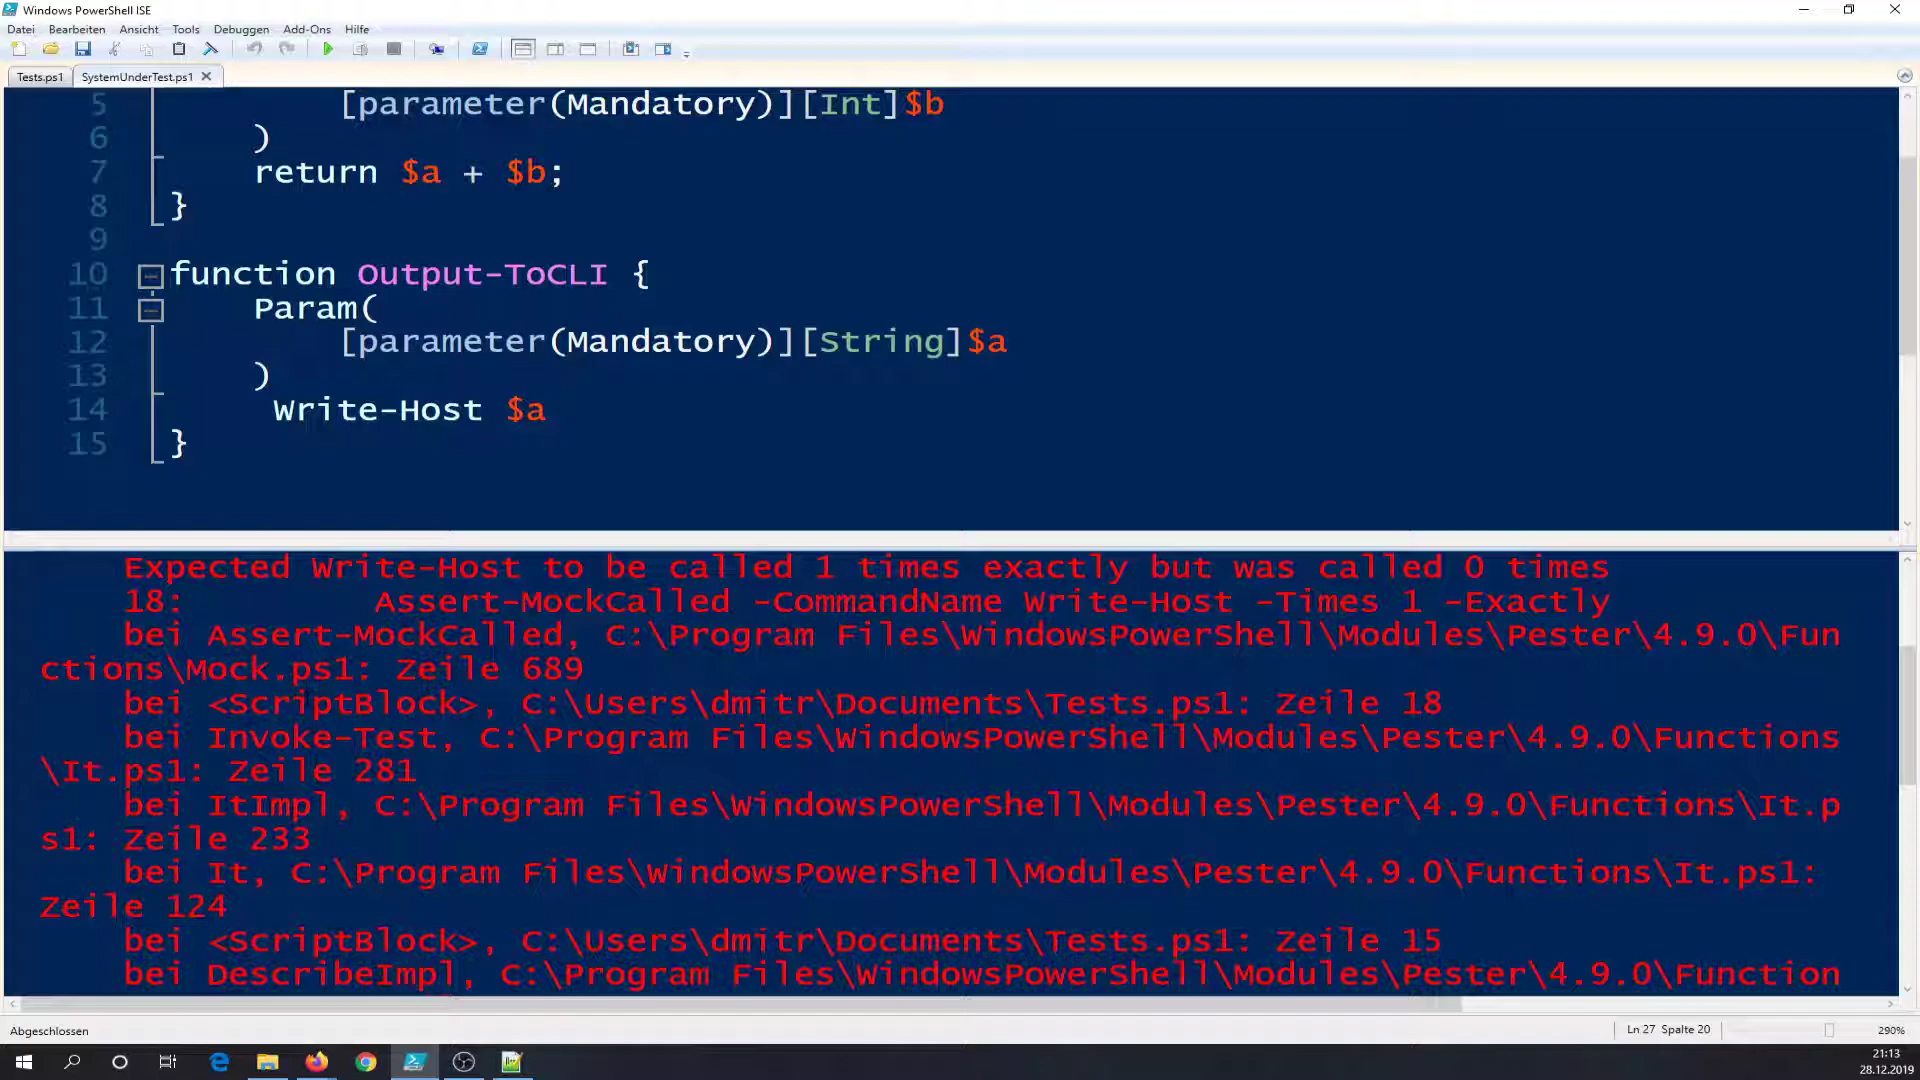 Windows PowerShell ISE
Datei Bearbeiten Ansicht Tools Debuggen Add-Ons Hilfe
Tests.ps1 SystemUnderTest.ps1
5 [parameter(Mandatory)][Int]$b
6 )
7 return $a + $b;
8 }
9
10 function Output-ToCLI {
11 Param(
12 [parameter(Mandatory)][String]$a
13 )
14 Write-Host $a
15 }
Expected Write-Host to be called 1 times exactly but was called 0 times
18: Assert-MockCalled -CommandName Write-Host -Times 1 -Exactly
bei Assert-MockCalled, C:\Program Files\WindowsPowerShell\Modules\Pester\4.9.0\Fun
ctions\Mock.ps1: Zeile 689
bei <ScriptBlock>, C:\Users\dmitr\Documents\Tests.ps1: Zeile 18
bei Invoke-Test, C:\Program Files\WindowsPowerShell\Modules\Pester\4.9.0\Functions
\It.ps1: Zeile 281
bei ItImpl, C:\Program Files\WindowsPowerShell\Modules\Pester\4.9.0\Functions\It.p
s1: Zeile 233
bei It, C:\Program Files\WindowsPowerShell\Modules\Pester\4.9.0\Functions\It.ps1:
Zeile 124
bei <ScriptBlock>, C:\Users\dmitr\Documents\Tests.ps1: Zeile 15
bei DescribeImpl, C:\Program Files\WindowsPowerShell\Modules\Pester\4.9.0\Function
Abgeschlossen
Ln 27 Spalte 20
290%
21:13
28.12.2019